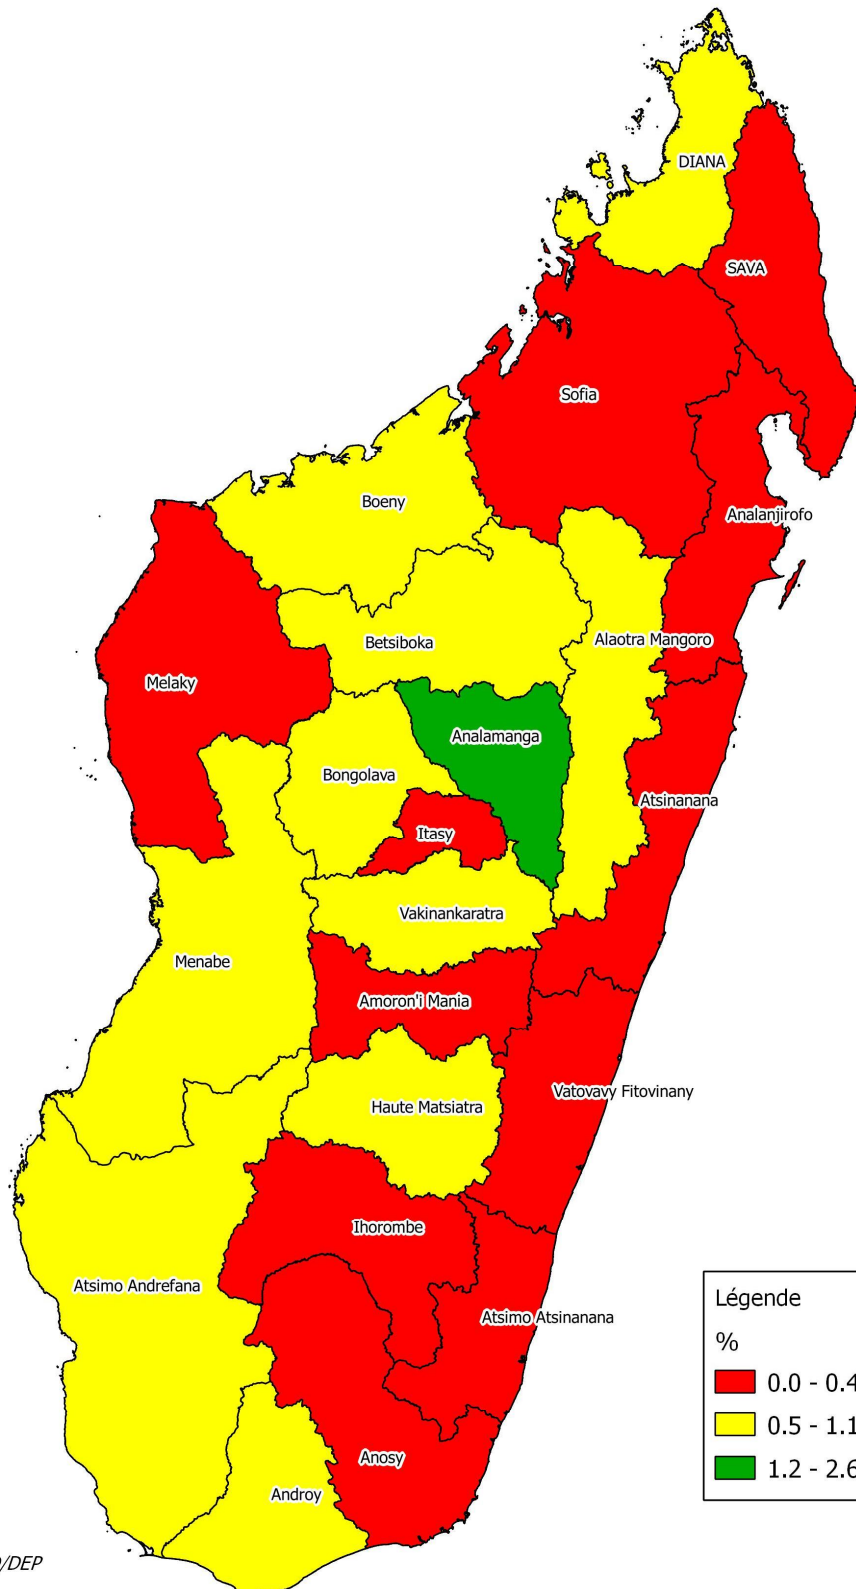 DIANA
SAVA
Sofia
Boeny
Analanjirofo
Betsiboka
Alaotra Mangoro
Melaky
Analamanga
Bongolava
Atsinanana
Itasy
Vakinankaratra
Menabe
Amoron'i Mania
Vatovavy Fitovinany
Haute Matsiatra
Ihorombe
Atsimo Andrefana
Atsimo Atsinanana
Légende
%
0.0 - 0.4
0.5 - 1.1
1.2 - 2.6
Anosy
Androy
/DEP